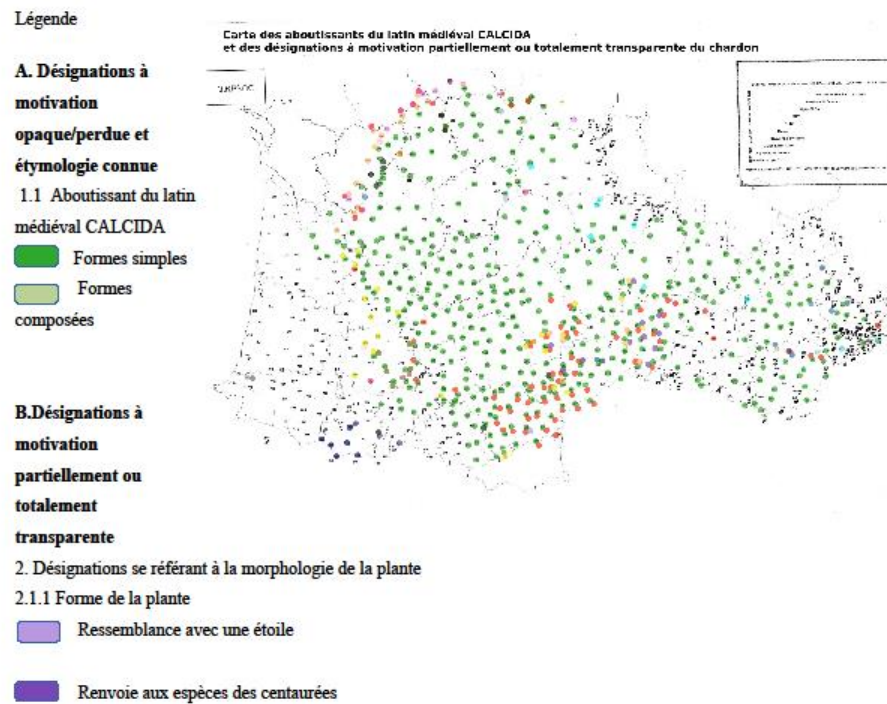 Légende
Carte des aboutissants du latin médiéval CALCIDA
et des désignations à motivation partiellement ou totalement transparente du chardon
A. Désignations à
motivation
opaque/perdue et
étymologie connue
1.1 Aboutissant du latin
médiéval CALCIDA
Formes simples
Formes
composées
B.Désignations à
motivation
partiellement ou
totalement
transparente
2. Désignations se référant à la morphologie de la plante
2.1.1 Forme de la plante
Ressemblance avec une étoile
Renvoie aux espèces des centaurées